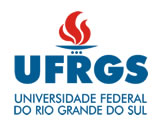 UFRGS
UNIVERSIDADE FEDERAL
DO RIO GRANDE DO SUL